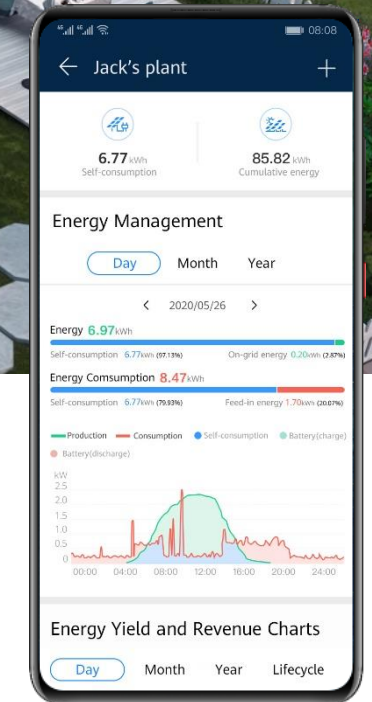 4G 4G 08:08
← Jack's plant +
6.77 kWh 85.82 kWh
Self-consumption Cumulative energy
Energy Management
Day Month Year
< 2020/05/26 >
Energy 6.97kWh
Self-consumption 6.77kWh (97.13%) On-grid energy 0.20kWh (2.87%)
Energy Comsumption 8.47kWh
Self-consumption 6.77kWh (79.93%) Feed-in energy 1.70kWh (20.07%)
Production Consumption Self-consumption Battery(charge)
Battery(discharge)
kW
2.5
2.0
1.5
1.0
0.5
0
00:00 04:00 08:00 12:00 16:00 20:00 24:00
Energy Yield and Revenue Charts
Day Month Year Lifecycle